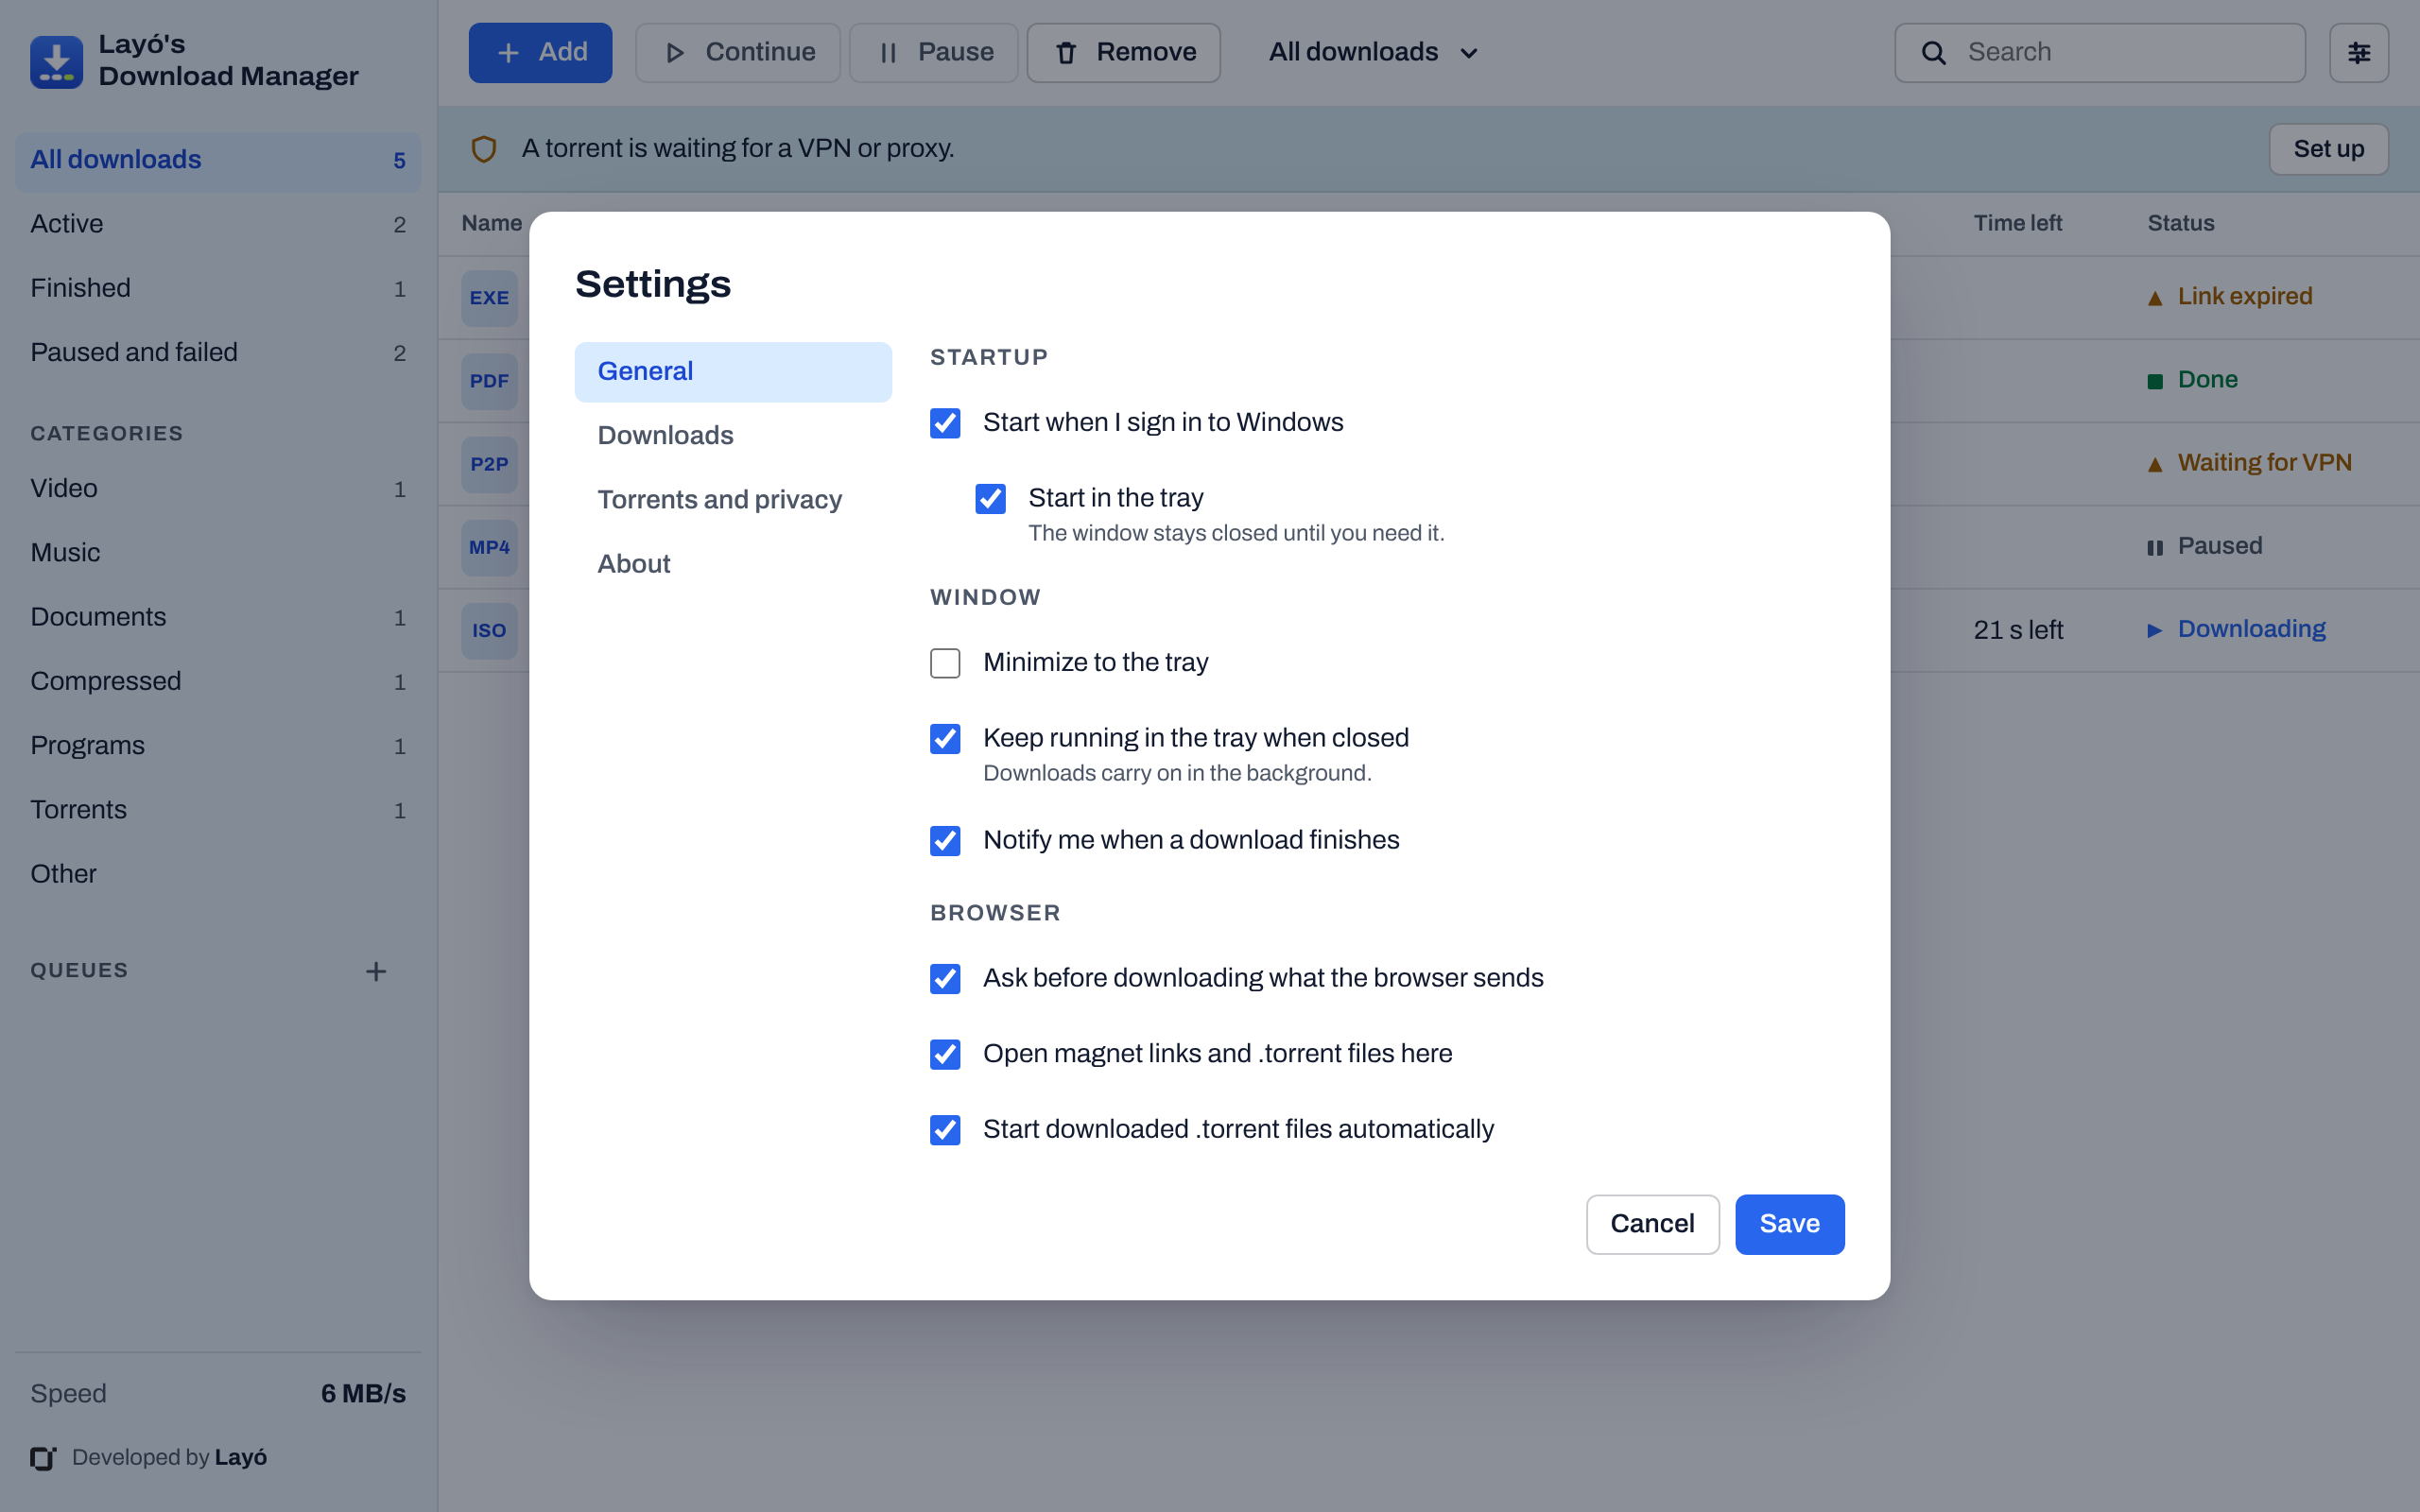 Layó's
Download Manager
Add
Continue
Pause
Remove
All downloads
Search
All downloads 5
Active 2
Finished 1
Paused and failed 2
CATEGORIES
Video 1
Music
Documents 1
Compressed 1
Programs 1
Torrents 1
Other
QUEUES
Speed 6 MB/s
Developed by Layó
A torrent is waiting for a VPN or proxy.
Set up
Name
Time left
Status
EXE
Link expired
PDF
Done
P2P
Waiting for VPN
MP4
Paused
ISO
21 s left
Downloading
Settings
General
Downloads
Torrents and privacy
About
STARTUP
Start when I sign in to Windows
Start in the tray
The window stays closed until you need it.
WINDOW
Minimize to the tray
Keep running in the tray when closed
Downloads carry on in the background.
Notify me when a download finishes
BROWSER
Ask before downloading what the browser sends
Open magnet links and .torrent files here
Start downloaded .torrent files automatically
Cancel
Save